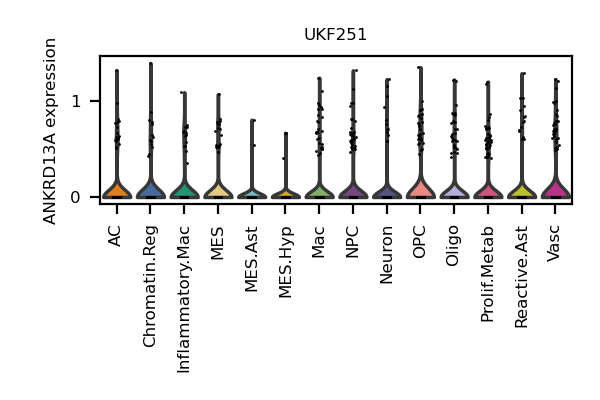 UKF251
ANKRD13A expression
1
0
AC
Chromatin.Reg
Inflammatory.Mac
MES
MES.Ast
MES.Hyp
Mac
NPC
Neuron
OPC
Oligo
Prolif.Metab
Reactive.Ast
Vasc